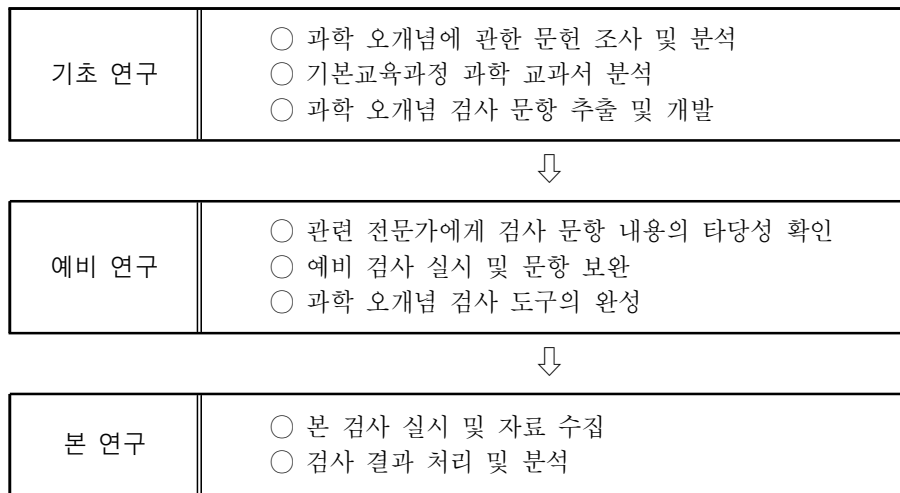 기초 연구
○ 과학 오개념에 관한 문헌 조사 및 분석
○ 기본교육과정 과학 교과서 분석
○ 과학 오개념 검사 문항 추출 및 개발
⇩
예비 연구
○ 관련 전문가에게 검사 문항 내용의 타당성 확인
○ 예비 검사 실시 및 문항 보완
○ 과학 오개념 검사 도구의 완성
⇩
본 연구
○ 본 검사 실시 및 자료 수집
○ 검사 결과 처리 및 분석